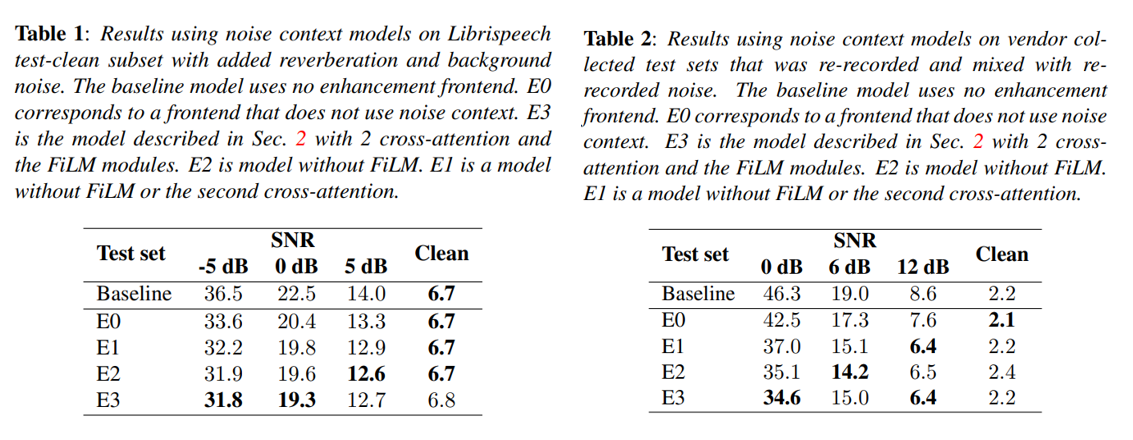 Table 1: Results using noise context models on Librispeech
test-clean subset with added reverberation and background
noise. The baseline model uses no enhancement frontend. E0
corresponds to a frontend that does not use noise context. E3
is the model described in Sec. 2 with 2 cross-attention and
the FiLM modules. E2 is model without FiLM. E1 is a model
without FiLM or the second cross-attention.
Test set SNR Clean
-5 dB 0 dB 5 dB
Baseline 36.5 22.5 14.0 6.7
E0 33.6 20.4 13.3 6.7
E1 32.2 19.8 12.9 6.7
E2 31.9 19.6 12.6 6.7
E3 31.8 19.3 12.7 6.8
Table 2: Results using noise context models on vendor col-
lected test sets that was re-recorded and mixed with re-
recorded noise. The baseline model uses no enhancement
frontend. E0 corresponds to a frontend that does not use noise
context. E3 is the model described in Sec. 2 with 2 cross-
attention and the FiLM modules. E2 is model without FiLM.
E1 is a model without FiLM or the second cross-attention.
Test set SNR Clean
0 dB 6 dB 12 dB
Baseline 46.3 19.0 8.6 2.2
E0 42.5 17.3 7.6 2.1
E1 37.0 15.1 6.4 2.2
E2 35.1 14.2 6.5 2.4
E3 34.6 15.0 6.4 2.2